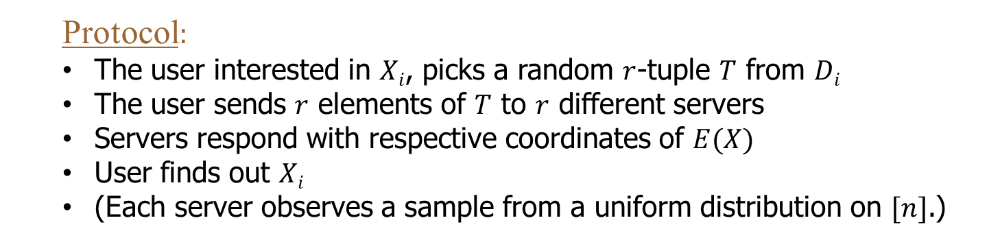 Protocol:
• The user interested in X_i, picks a random r-tuple T from D_i
• The user sends r elements of T to r different servers
• Servers respond with respective coordinates of E(X)
• User finds out X_i
• (Each server observes a sample from a uniform distribution on [n].)